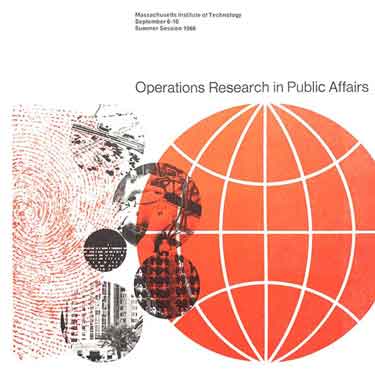 Massachusetts Institute of Technology
September 6-16
Summer Session 1966
Operations Research in Public Affairs